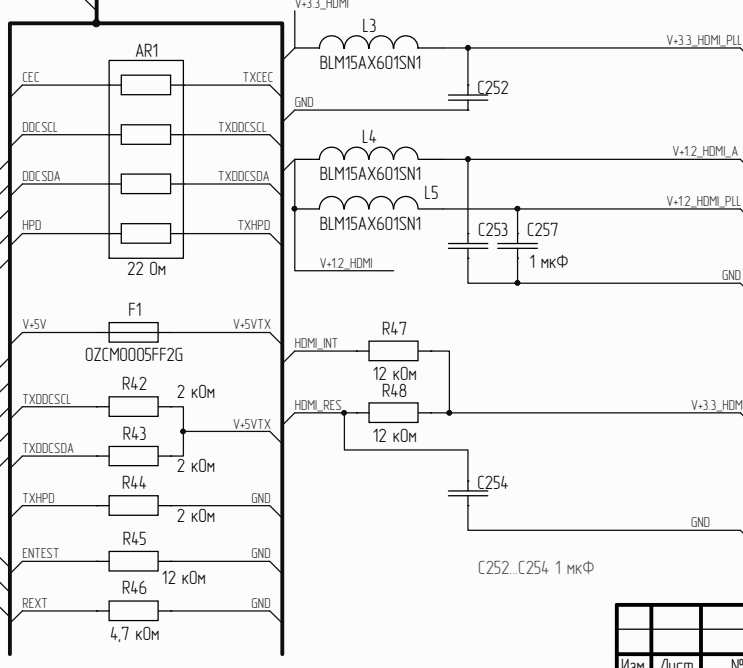 V+3.3_HDMI
L3
V+3.3_HDMI_PLL
BLM15AX601SN1
C252
GND
AR1
CEC
TXCEC
DDCSCL
TXDDCSCL
DDCSDA
TXDDCSDA
HPD
TXHPD
22 Ом
L4
V+1.2_HDMI_A
BLM15AX601SN1
L5
V+1.2_HDMI_PLL
BLM15AX601SN1
C253
C257
1 мкФ
V+1.2_HDMI
GND
F1
V+5V
V+5VTX
0ZCM0005FF2G
R42
2 кОм
TXDDCSCL
V+5VTX
R43
TXDDCSDA
2 кОм
R44
TXHPD
GND
2 кОм
R45
ENTEST
GND
12 кОм
R46
REXT
GND
4,7 кОм
R47
HDMI_INT
12 кОм
R48
HDMI_RES
V+3.3_HDM
12 кОм
C254
GND
C252...C254 1 мкФ
Изм
Лист
№